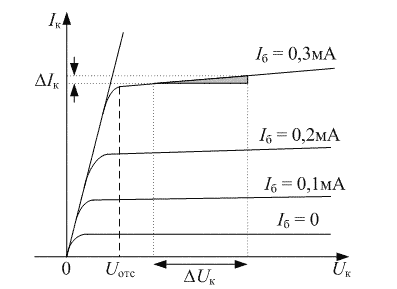 Iк
Iб = 0,3мА
ΔIк
Iб = 0,2мА
Iб = 0,1мА
Iб = 0
0
Uотс
ΔUк
Uк